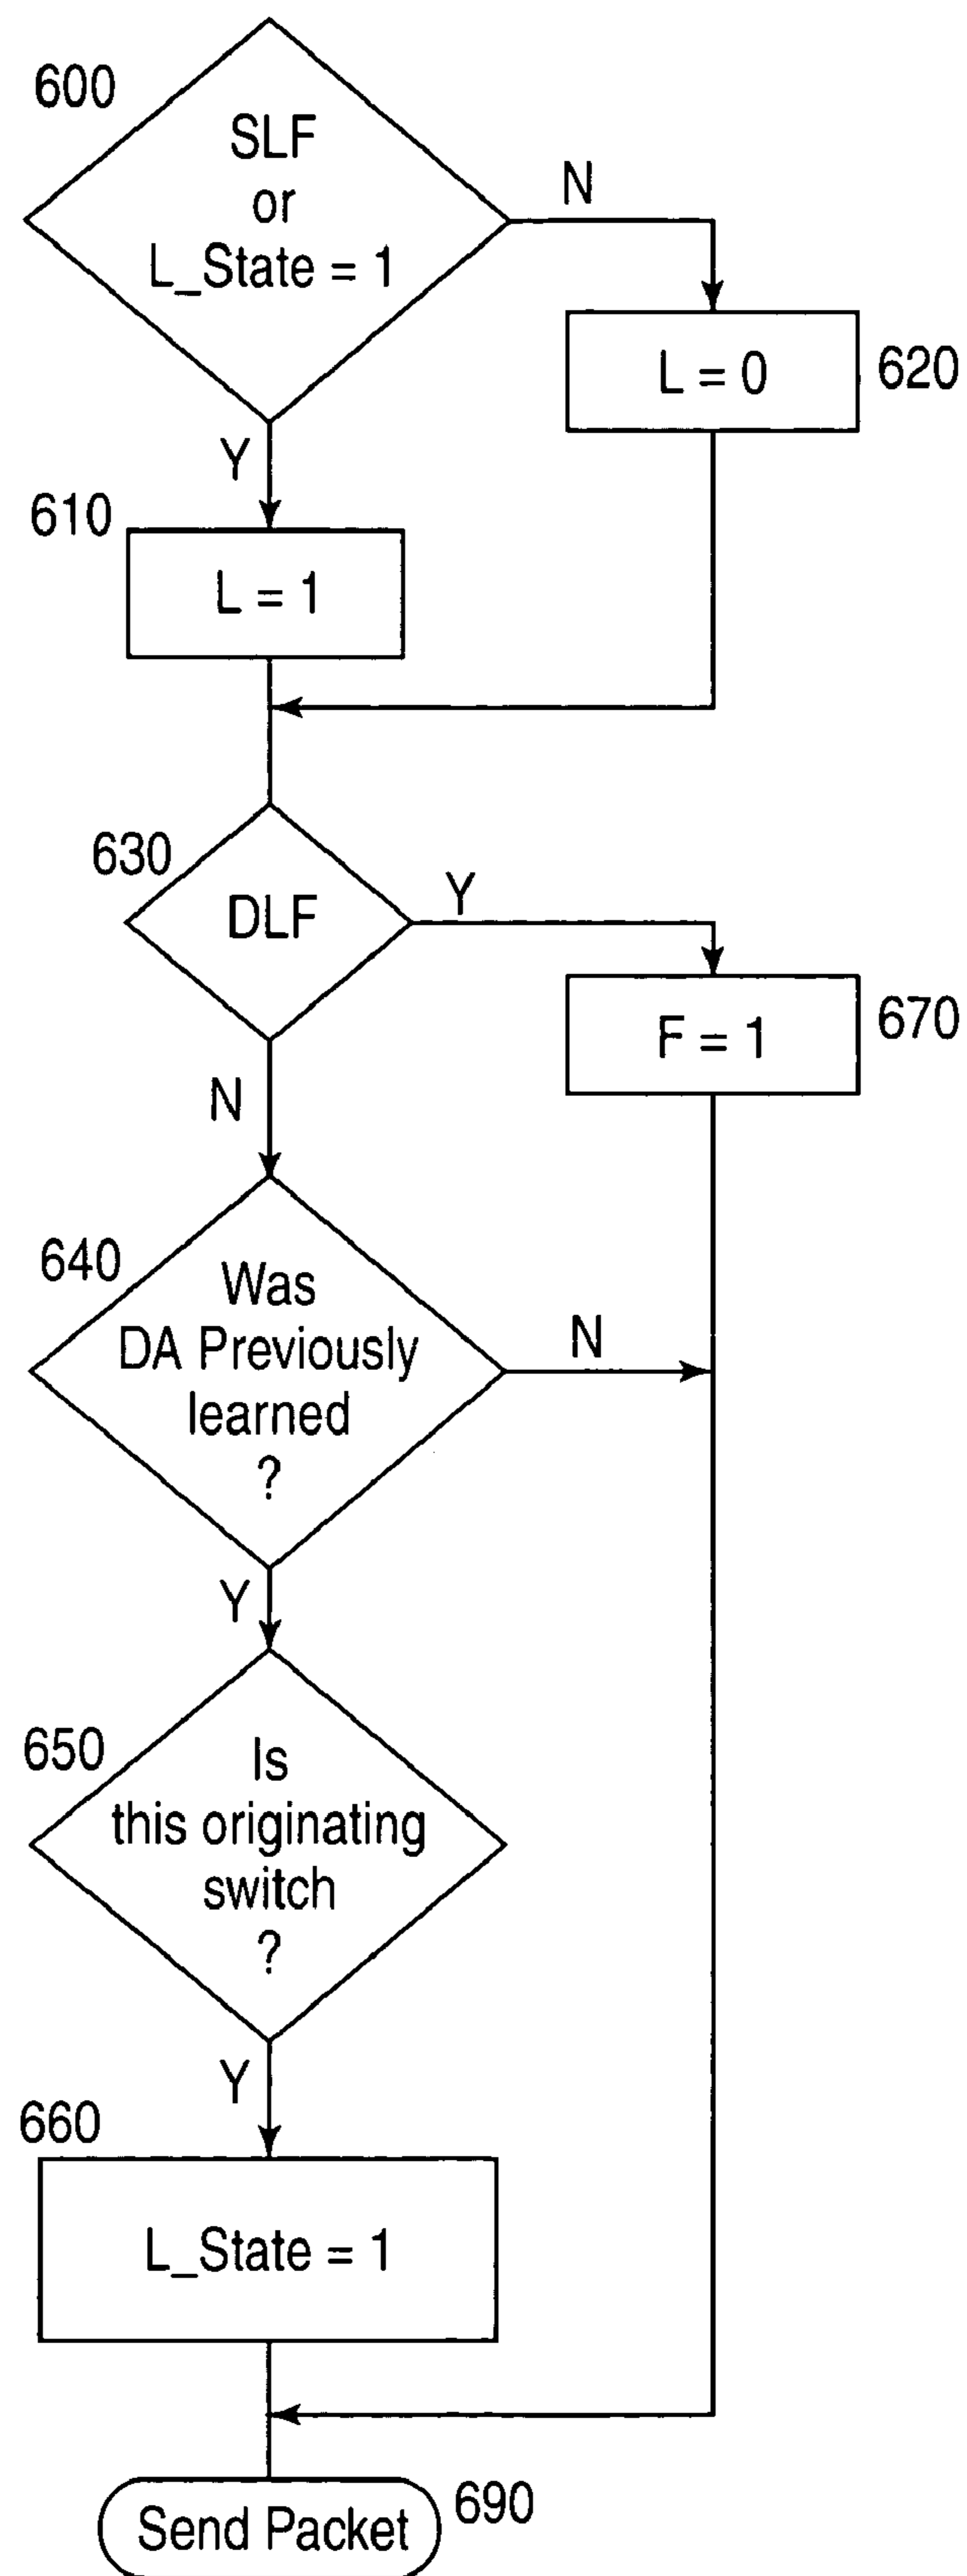 600
SLF
or
L_State = 1
N
L = 0
620
Y
610
L = 1
630
DLF
Y
F = 1
670
N
640
Was
DA Previously
learned
?
N
Y
650
Is
this originating
switch
?
Y
660
L_State = 1
Send Packet
690